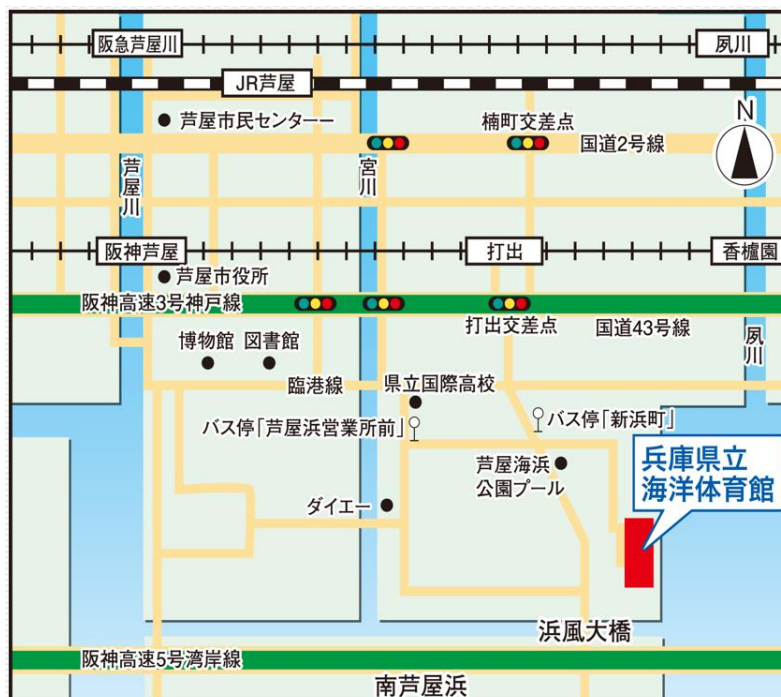 阪急芦屋川
夙川
JR芦屋
N
芦屋市民センターー
楠町交差点
国道2号線
芦屋川
宮川
阪神芦屋
打出
香櫨園
芦屋市役所
阪神高速3号神戸線
打出交差点
国道43号線
夙川
博物館
図書館
臨港線
県立国際高校
バス停「芦屋浜営業所前」
バス停「新浜町」
芦屋海浜
公園プール
兵庫県立
海洋体育館
ダイエー
浜風大橋
阪神高速5号湾岸線
南芦屋浜